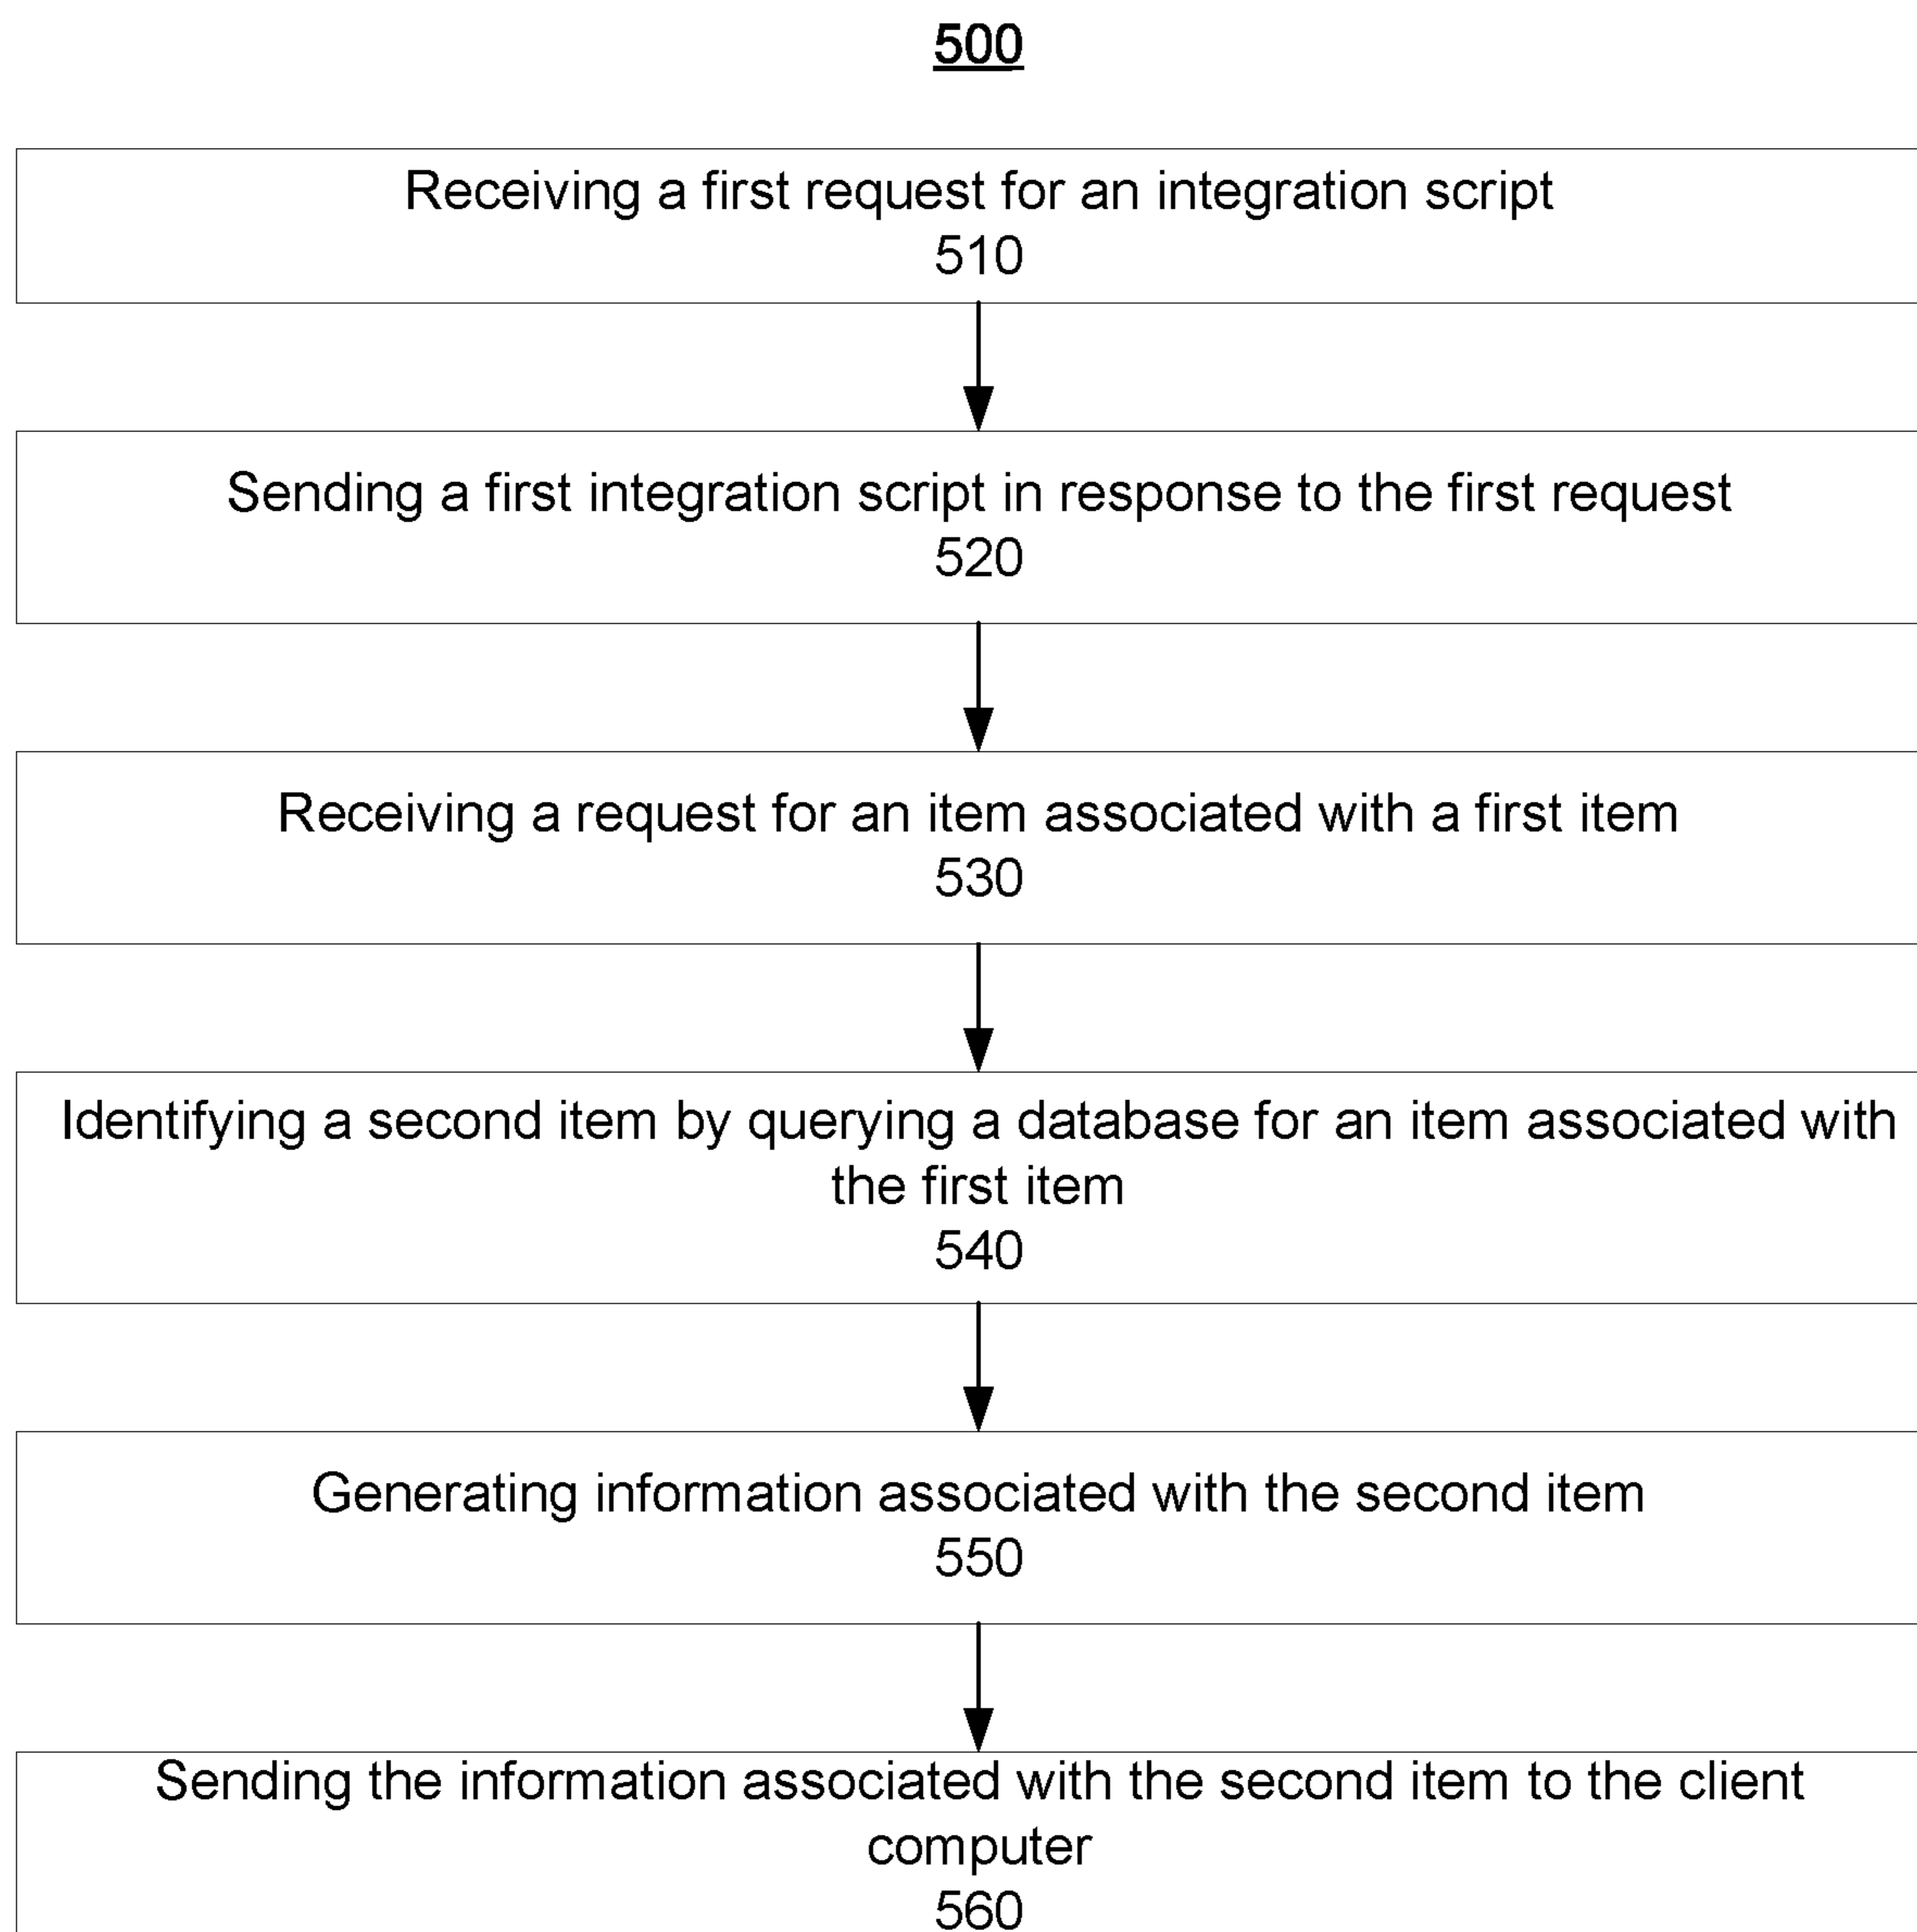 500
Receiving a first request for an integration script
510
Sending a first integration script in response to the first request
520
Receiving a request for an item associated with a first item
530
Identifying a second item by querying a database for an item associated with
the first item
540
Generating information associated with the second item
550
Sending the information associated with the second item to the client
computer
560